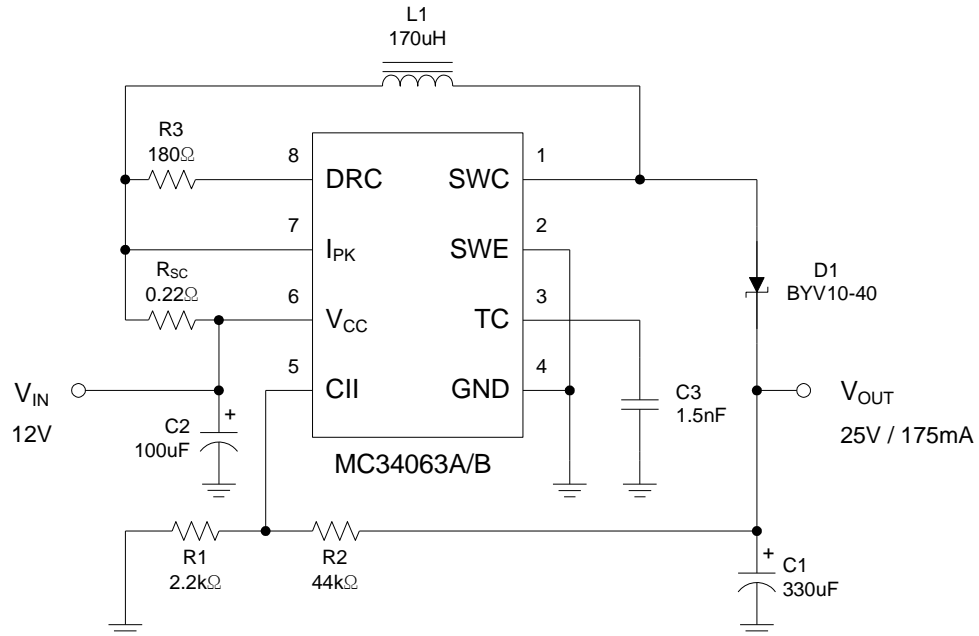 L1
170uH
R3
180Ω
8
DRC
1
SWC
7
IPK
2
SWE
RSC
0.22Ω
6
VCC
3
TC
D1
BYV10-40
5
CII
4
GND
VIN
12V
C2
100uF
+
C3
1.5nF
VOUT
25V / 175mA
MC34063A/B
R1
2.2kΩ
R2
44kΩ
+
C1
330uF